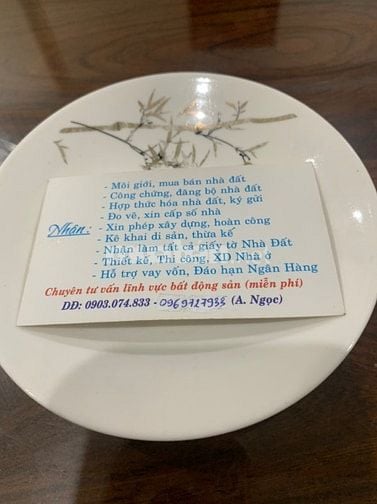 Nhận:
- Môi giới, mua bán nhà đất
- Công chứng, đăng bộ nhà đất
- Hợp thức hóa nhà đất, ký gửi
- Đo vẽ, xin cấp số nhà
- Xin phép xây dựng, hoàn công
- Kê khai di sản, thừa kế
- Nhận làm tất cả giấy tờ Nhà Đất
- Thiết kế, Thi công, XD Nhà ở
- Hỗ trợ vay vốn, Đáo hạn Ngân Hàng
Chuyên tư vấn lĩnh vực bất động sản (miễn phí)
DĐ: 0903.074.833 - (A. Ngọc)